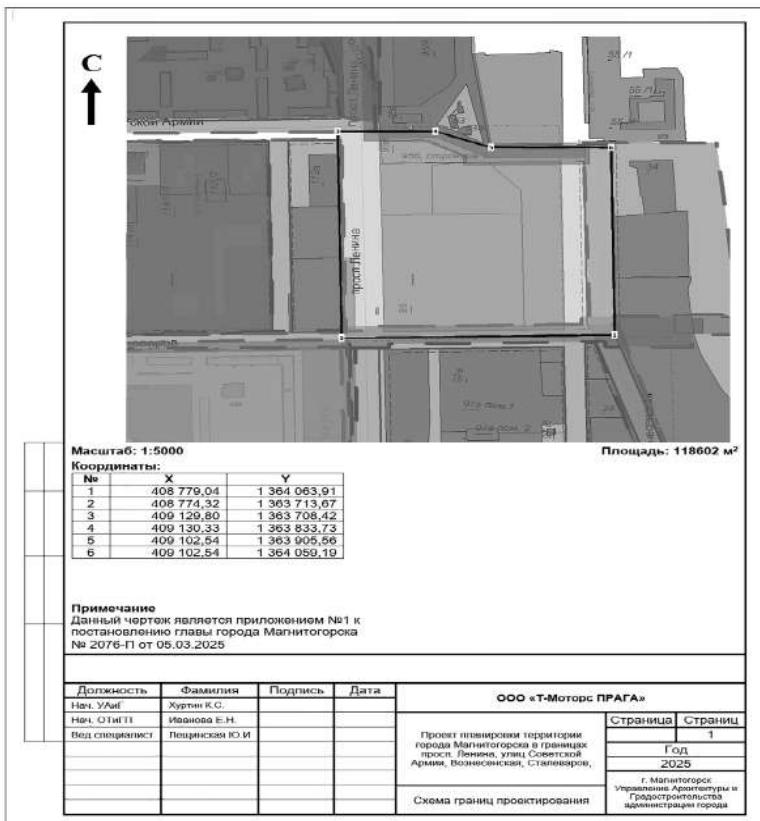 С
просп. Ленина
ской Армии
просп. Ленина
Масштаб: 1:5000
Площадь: 118602 м²
Координаты:
№ X Y
1 408 779,04 1 364 063,91
2 408 774,32 1 363 713,67
3 409 129,80 1 363 708,42
4 409 130,33 1 363 833,73
5 409 102,54 1 363 905,56
6 409 102,54 1 364 059,19
Примечание
Данный чертеж является приложением №1 к
постановлению главы города Магнитогорска
№ 2076-П от 05.03.2025
Должность Фамилия Подпись Дата
ООО «Т-Моторс ПРАГА»
Нач. УАиГ Хуртин К.С.
Нач. ОТиГП Иванова Е.Н.
Вед специалист Лещинская Ю.И
Проект планировки территории
города Магнитогорска в границах
просп. Ленина, улиц Советской
Армии, Вознесенская, Сталеваров,
Страница Страниц
1
Год
2025
Схема границ проектирования
г. Магнитогорск
Управление Архитектуры и
Градостроительства
администрации города